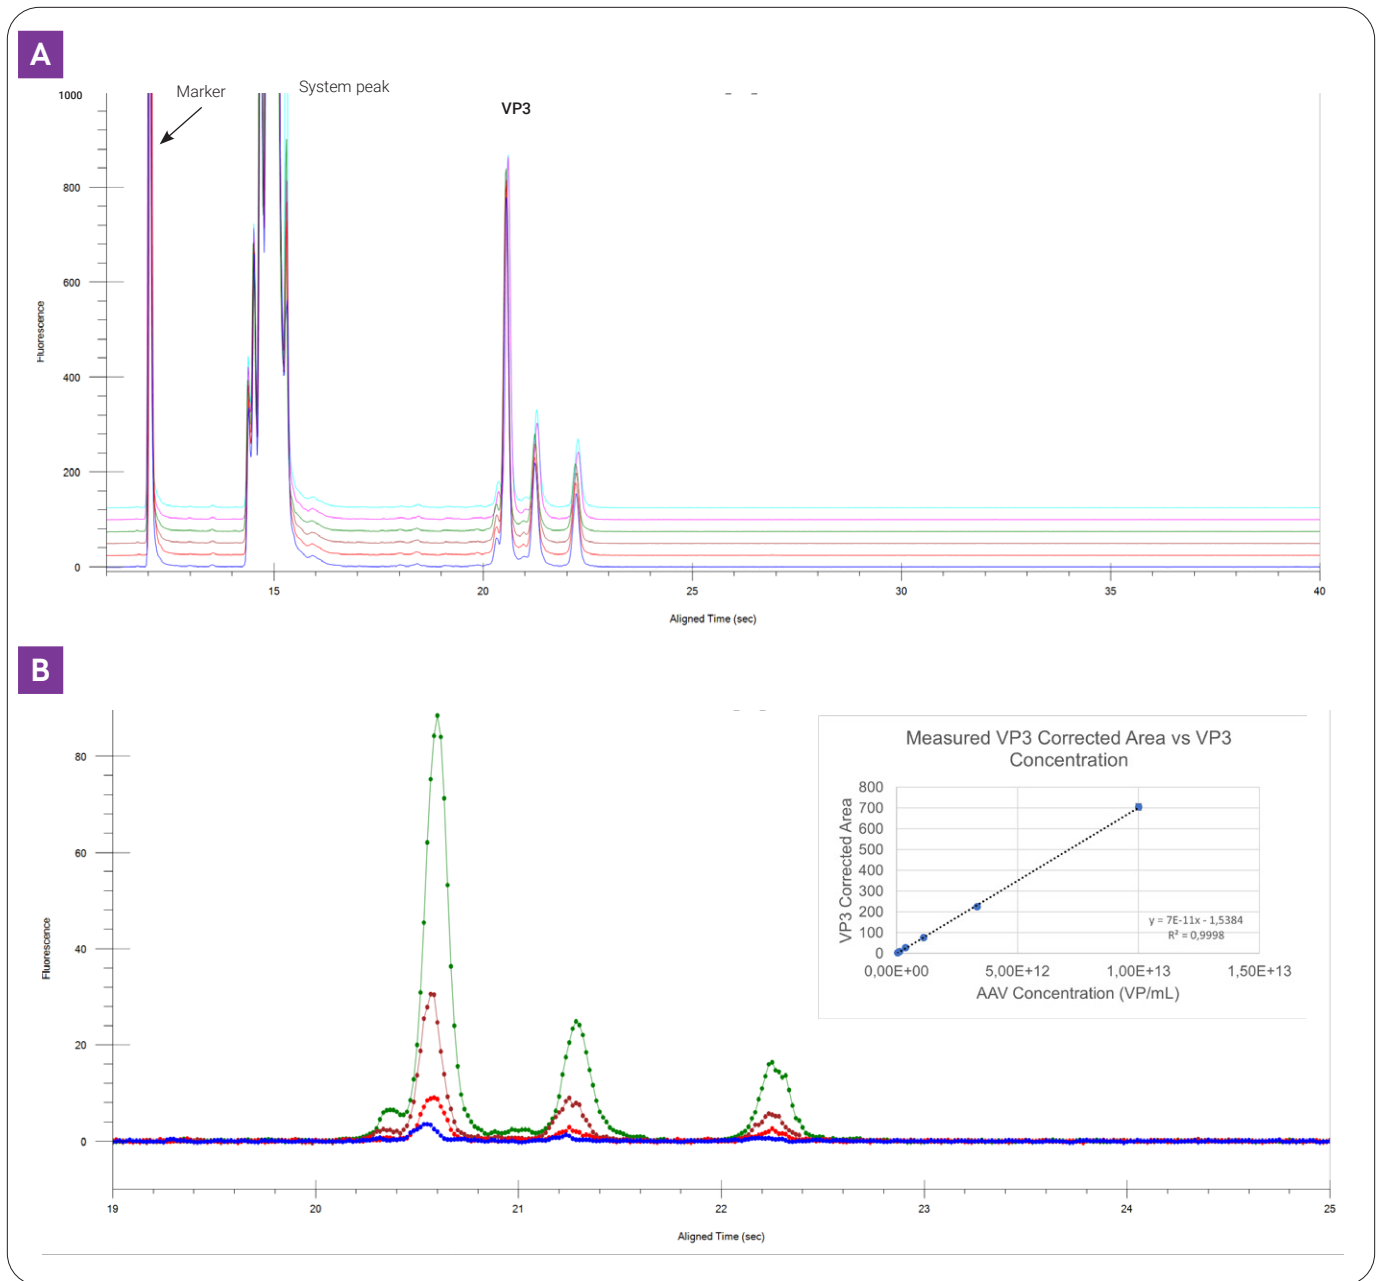 A
Marker
System peak
VP3
1000
800
600
400
200
0
Fluorescence
15
20
25
30
35
40
Aligned Time (sec)
B
80
60
40
20
0
Fluorescence
19
20
21
22
23
24
25
Aligned Time (sec)
Measured VP3 Corrected Area vs VP3
Concentration
VP3 Corrected Area
800
700
600
500
400
300
200
100
0
y = 7E-11x - 1,5384
R² = 0,9998
0,00E+00
5,00E+12
1,00E+13
1,50E+13
AAV Concentration (VP/mL)